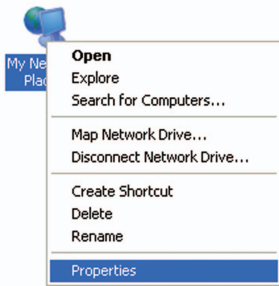 My Ne
Plac
Open
Explore
Search for Computers...
Map Network Drive...
Disconnect Network Drive...
Create Shortcut
Delete
Rename
Properties